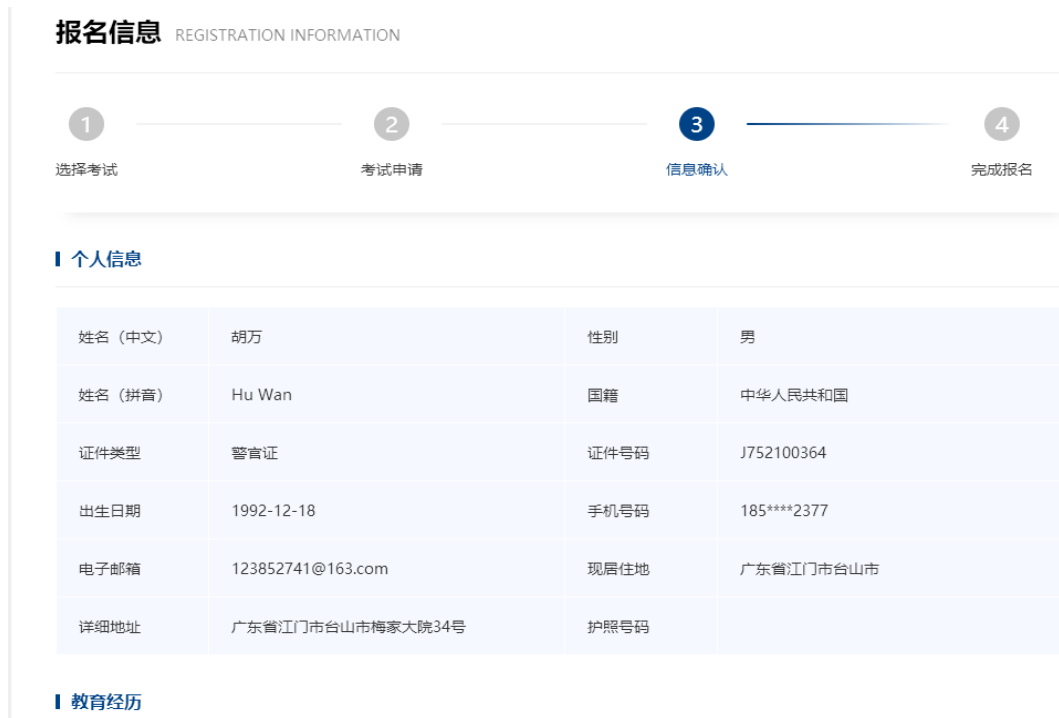 报名信息 REGISTRATION INFORMATION
1 2 3 4
选择考试 考试申请 信息确认 完成报名
个人信息
姓名（中文） 胡万 性别 男
姓名（拼音） Hu Wan 国籍 中华人民共和国
证件类型 警官证 证件号码 J752100364
出生日期 1992-12-18 手机号码 185****2377
电子邮箱 123852741@163.com 现居住地 广东省江门市台山市
详细地址 广东省江门市台山市梅家大院34号 护照号码
教育经历